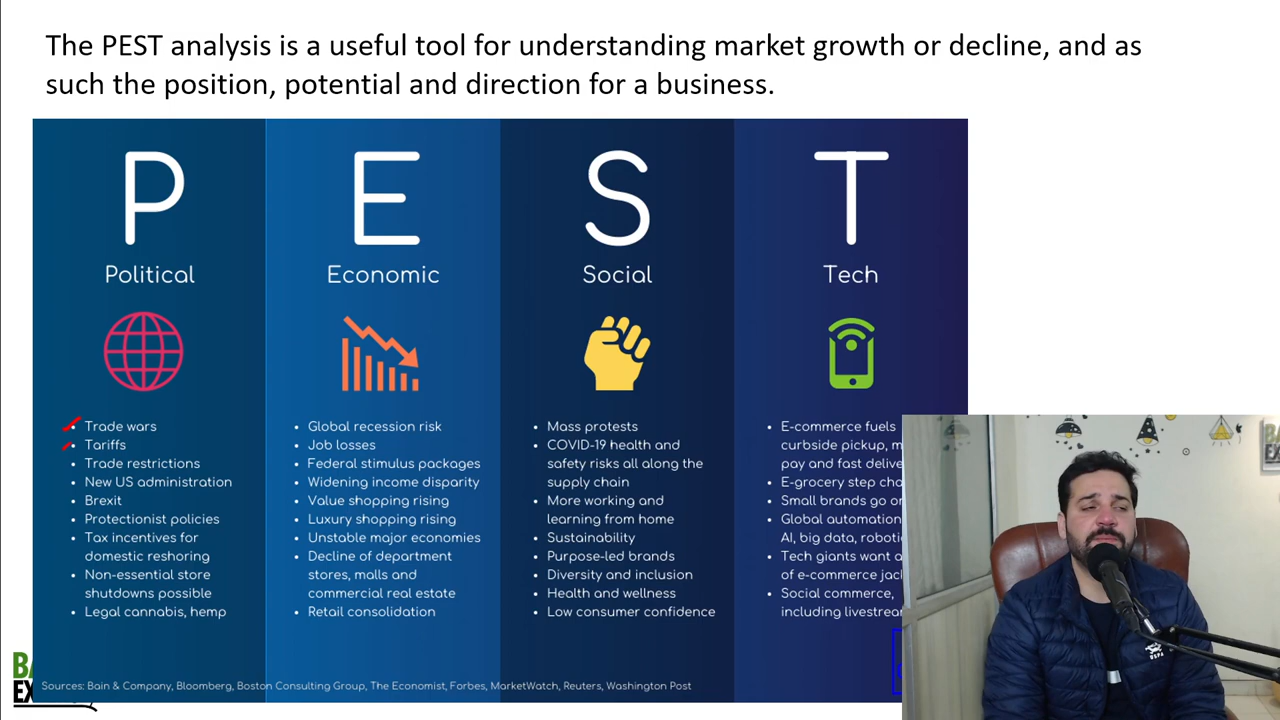 The PEST analysis is a useful tool for understanding market growth or decline, and as
such the position, potential and direction for a business.
P
Political
• Trade wars
• Tariffs
• Trade restrictions
• New US administration
• Brexit
• Protectionist policies
• Tax incentives for
domestic reshoring
• Non-essential store
shutdowns possible
• Legal cannabis, hemp
E
Economic
• Global recession risk
• Job losses
• Federal stimulus packages
• Widening income disparity
• Value shopping rising
• Luxury shopping rising
• Unstable major economies
• Decline of department
stores, malls and
commercial real estate
• Retail consolidation
S
Social
• Mass protests
• COVID-19 health and
safety risks all along the
supply chain
• More working and
learning from home
• Sustainability
• Purpose-led brands
• Diversity and inclusion
• Health and wellness
• Low consumer confidence
T
Tech
• E-commerce fuels
curbside pickup,
pay and fast
• E-grocery step
• Small brands go
• Global automation
AI, big data,
• Tech giants want
of e-commerce
• Social commerce,
including
Sources: Bain & Company, Bloomberg, Boston Consulting Group, The Economist, Forbes, MarketWatch, Reuters, Washington Post